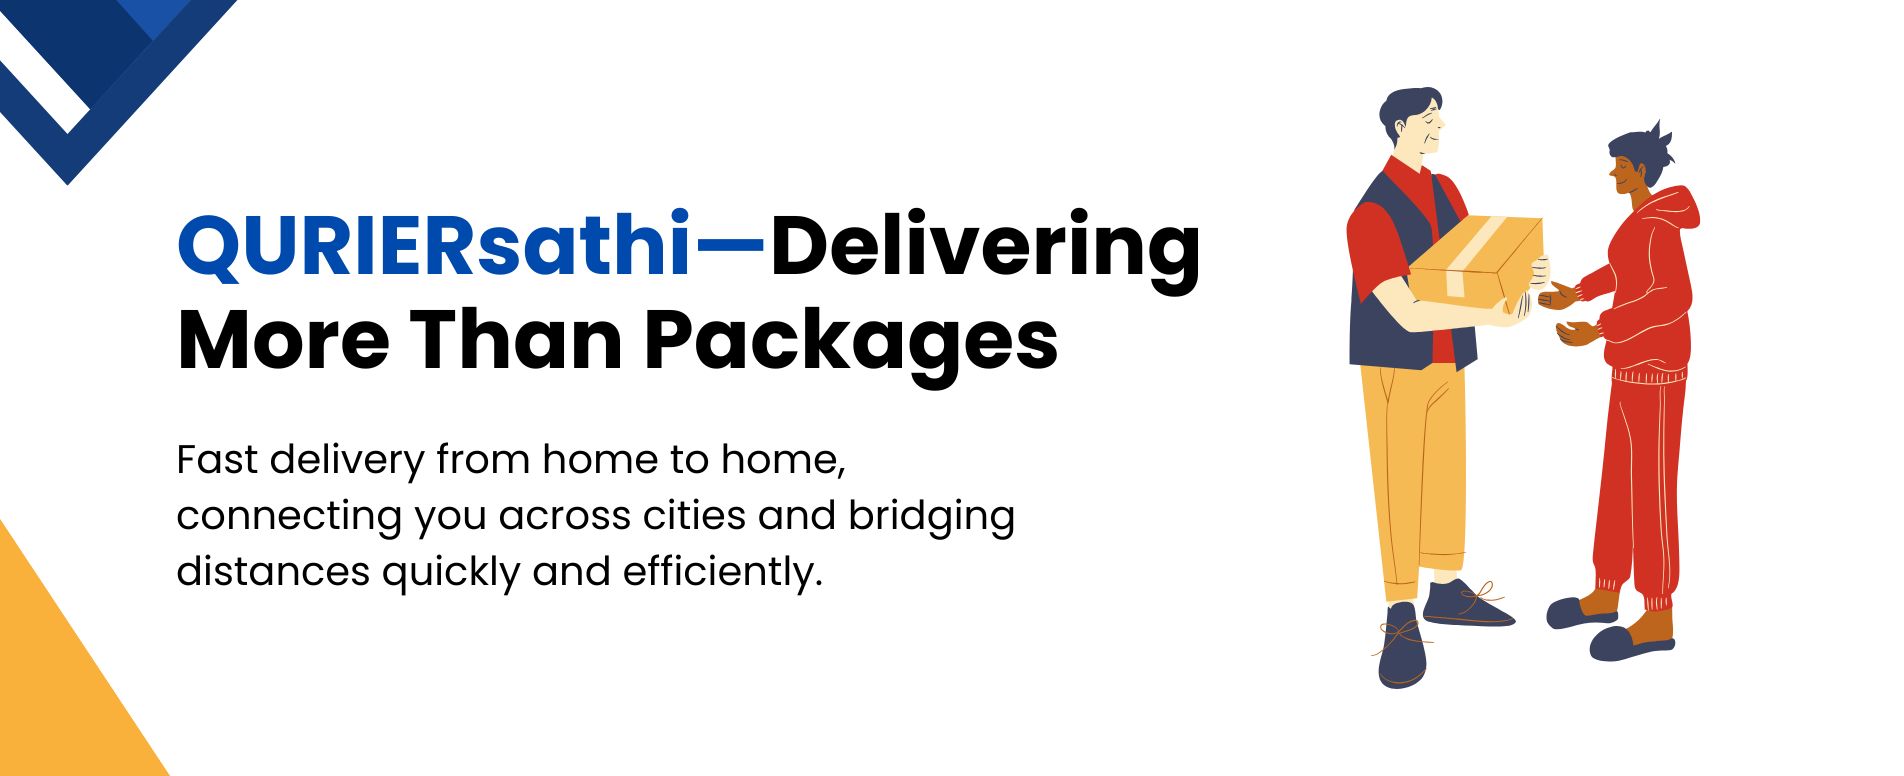 QURIERsathi—Delivering
More Than Packages
Fast delivery from home to home,
connecting you across cities and bridging
distances quickly and efficiently.